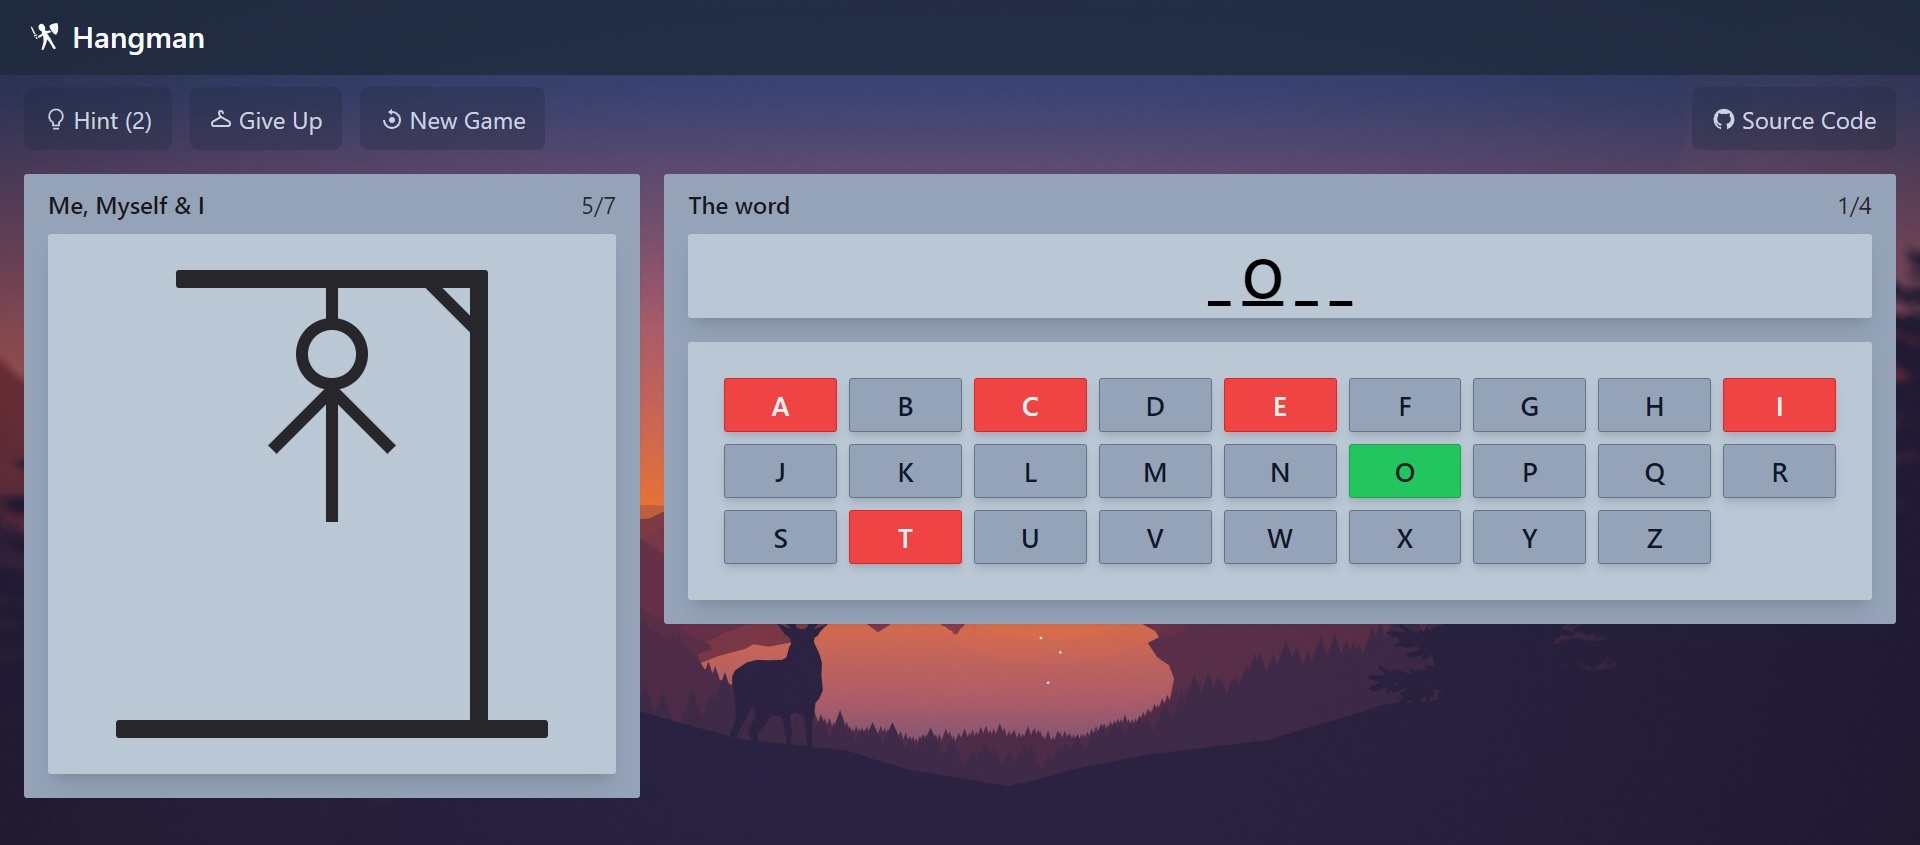 Hangman
Hint (2) Give Up New Game Source Code
Me, Myself & I 5/7
The word 1/4
_ O _ _
A B C D E F G H I
J K L M N O P Q R
S T U V W X Y Z